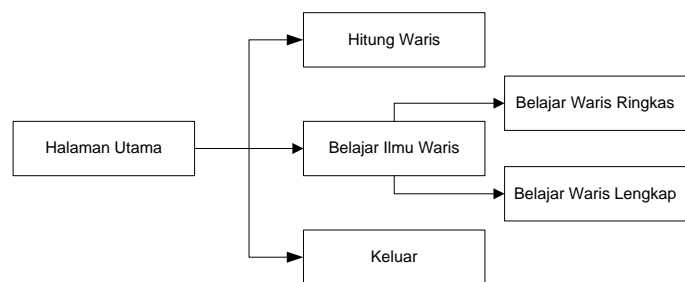 Hitung Waris
Belajar Waris Ringkas
Halaman Utama
Belajar Ilmu Waris
Belajar Waris Lengkap
Keluar